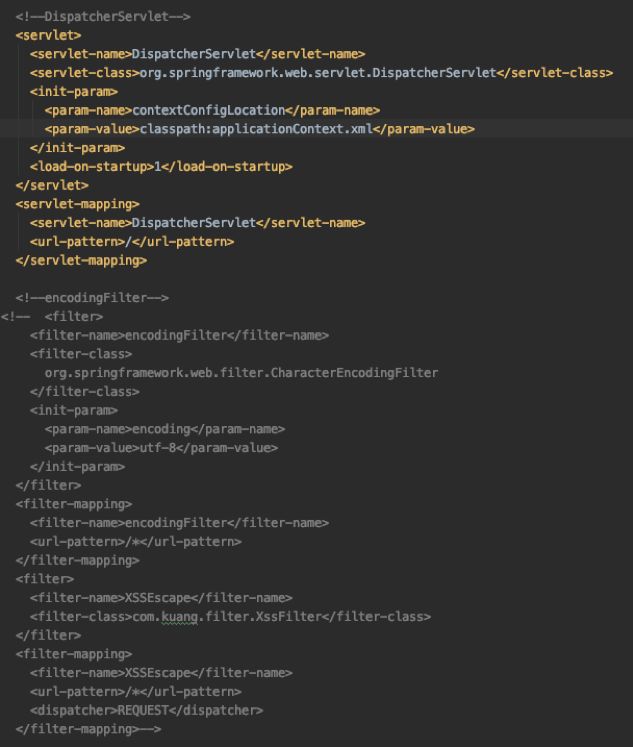 <!--DispatcherServlet-->
<servlet>
<servlet-name>DispatcherServlet</servlet-name>
<servlet-class>org.springframework.web.servlet.DispatcherServlet</servlet-class>
<init-param>
<param-name>contextConfigLocation</param-name>
<param-value>classpath:applicationContext.xml</param-value>
</init-param>
<load-on-startup>1</load-on-startup>
</servlet>
<servlet-mapping>
<servlet-name>DispatcherServlet</servlet-name>
<url-pattern>/</url-pattern>
</servlet-mapping>
<!--encodingFilter-->
<!--  <filter>
<filter-name>encodingFilter</filter-name>
<filter-class>
org.springframework.web.filter.CharacterEncodingFilter
</filter-class>
<init-param>
<param-name>encoding</param-name>
<param-value>utf-8</param-value>
</init-param>
</filter>
<filter-mapping>
<filter-name>encodingFilter</filter-name>
<url-pattern>/*</url-pattern>
</filter-mapping>
<filter>
<filter-name>XSSEscape</filter-name>
<filter-class>com.kuang.filter.XssFilter</filter-class>
</filter>
<filter-mapping>
<filter-name>XSSEscape</filter-name>
<url-pattern>/*</url-pattern>
<dispatcher>REQUEST</dispatcher>
</filter-mapping>-->